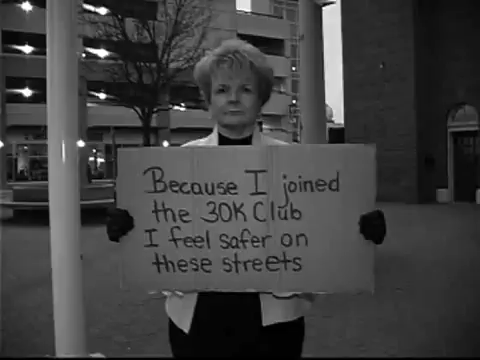 Because I joined
the 30K Club
I feel safer on
these streets